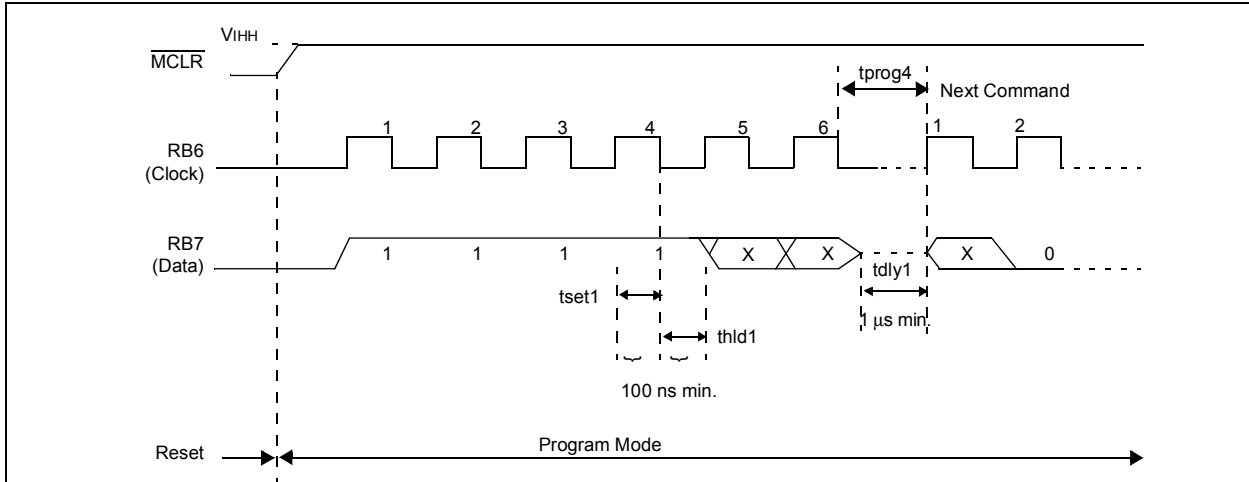 VIHH
MCLR
tprog4
Next Command
1 2 3 4 5 6 1 2
RB6
(Clock)
RB7
(Data)
1 1 1 1 X X X 0
tdly1
tset1
1 μs min.
thld1
100 ns min.
Reset
Program Mode